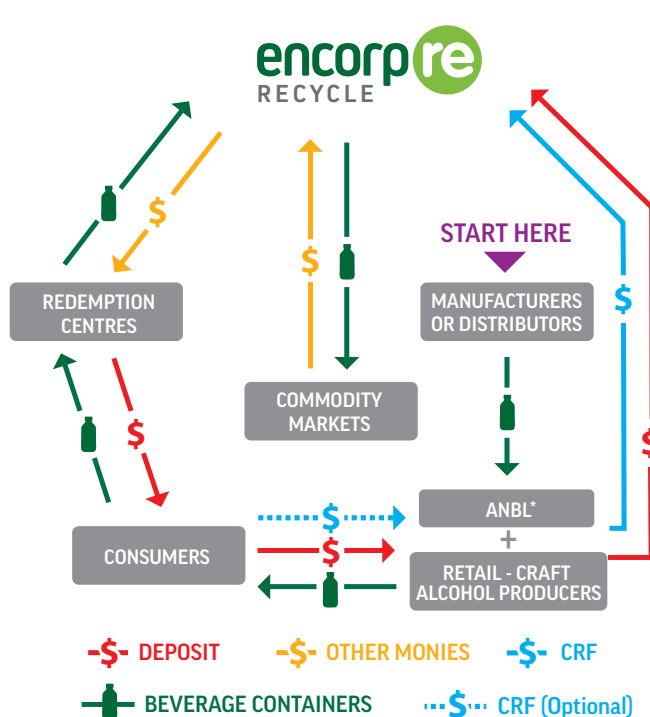 encorp re
RECYCLE
$
$
START HERE
REDEMPTION
CENTRES
MANUFACTURERS
OR DISTRIBUTORS
$
COMMODITY
MARKETS
$
$
ANBL*
$
+
CONSUMERS
$
RETAIL - CRAFT
ALCOHOL PRODUCERS
$ DEPOSIT
$ OTHER MONIES
$ CRF
BEVERAGE CONTAINERS
$ CRF (Optional)